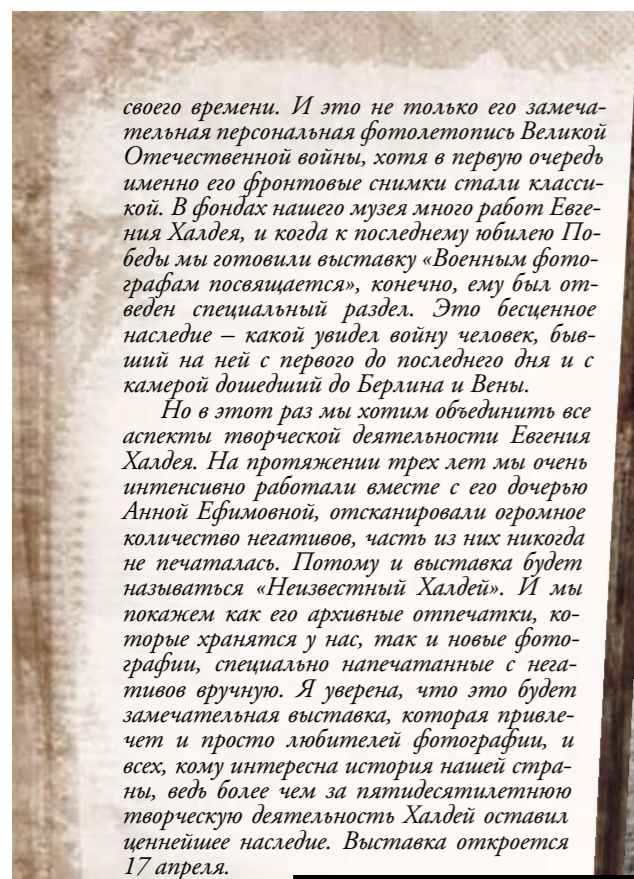 своего времени. И это не только его замеча-
тельная персональная фотолетопись Великой
Отечественной войны, хотя в первую очередь
именно его фронтовые снимки стали класси-
кой. В фондах нашего музея много работ Евге-
ния Халдея, и когда к последнему юбилею По-
беды мы готовили выставку «Военным фото-
графам посвящается», конечно, ему был от-
веден специальный раздел. Это бесценное
наследие – какой увидел войну человек, быв-
ший на ней с первого до последнего дня и с
камерой дошедший до Берлина и Вены.
Но в этот раз мы хотим объединить все
аспекты творческой деятельности Евгения
Халдея. На протяжении трех лет мы очень
интенсивно работали вместе с его дочерью
Анной Ефимовной, отсканировали огромное
количество негативов, часть из них никогда
не печаталась. Потому и выставка будет
называться «Неизвестный Халдей». И мы
покажем как его архивные отпечатки, ко-
торые хранятся у нас, так и новые фото-
графии, специально напечатанные с нега-
тивов вручную. Я уверена, что это будет
замечательная выставка, которая привле-
чет и просто любителей фотографии, и
всех, кому интересна история нашей стра-
ны, ведь более чем за пятидесятилетнюю
творческую деятельность Халдей оставил
ценнейшее наследие. Выставка откроется
17 апреля.